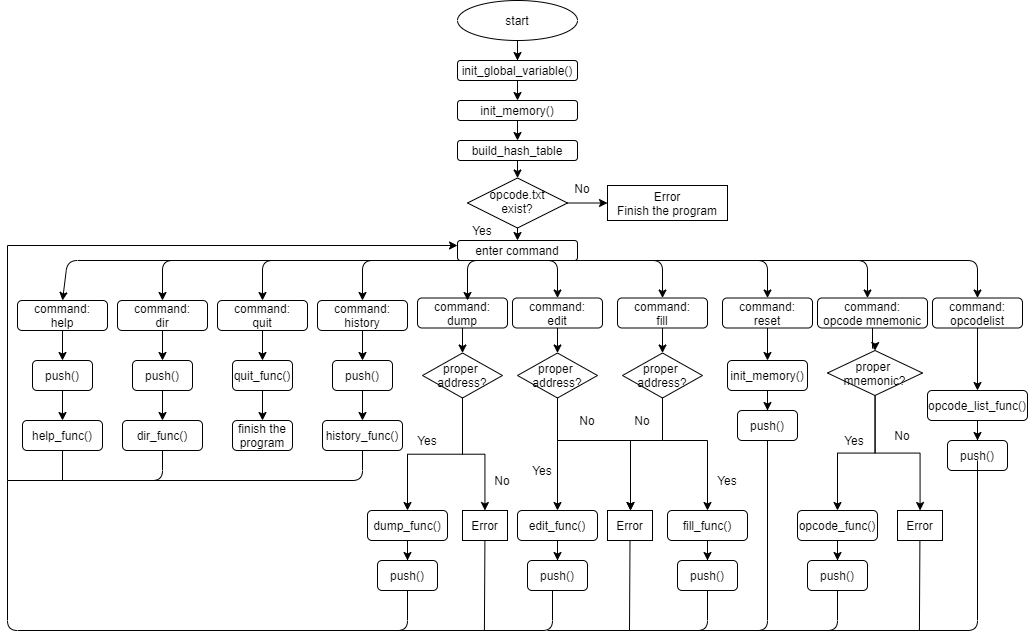 start
init_global_variable()
init_memory()
build_hash_table
opcode.txt
exist?
No
Error
Finish the program
Yes
enter command
command:
help
command:
dir
command:
quit
command:
history
command:
dump
command:
edit
command:
fill
command:
reset
command:
opcode mnemonic
command:
opcodelist
push()
push()
quit_func()
push()
proper
address?
proper
address?
proper
address?
init_memory()
proper
mnemonic?
opcode_list_func()
help_func()
dir_func()
finish the
program
history_func()
Yes
No
No
push()
Yes
No
push()
No
Yes
Yes
dump_func()
Error
edit_func()
Error
fill_func()
opcode_func()
Error
push()
push()
push()
push()